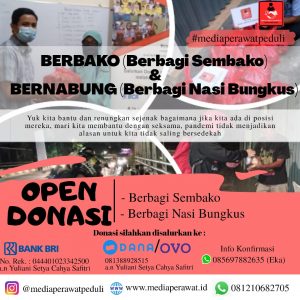 #mediaperawatpeduli
BERBAKO (Berbagi Sembako)
&
BERNABUNG (Berbagi Nasi Bungkus)
Yuk kita bantu dan renungkan sejenak bagaimana jika kita ada di posisi
mereka, mari kita membantu dengan seksama, pandemi tidak menjadikan
alasan untuk kita tidak saling bersedekah
OPEN
DONASI
- Berbagi Sembako
- Berbagi Nasi Bungkus
Donasi silahkan disalurkan ke :
BANK BRI
No. Rek. : 044401023342500
a.n Yuliani Setya Cahya Safitri
DANA/OVO
081388928515
a.n Yuliani Setya Cahya Safitri
Info Konfirmasi
085697882635 (Eka)
@mediaperawatpeduli
www.mediaperawat.id
081210682705